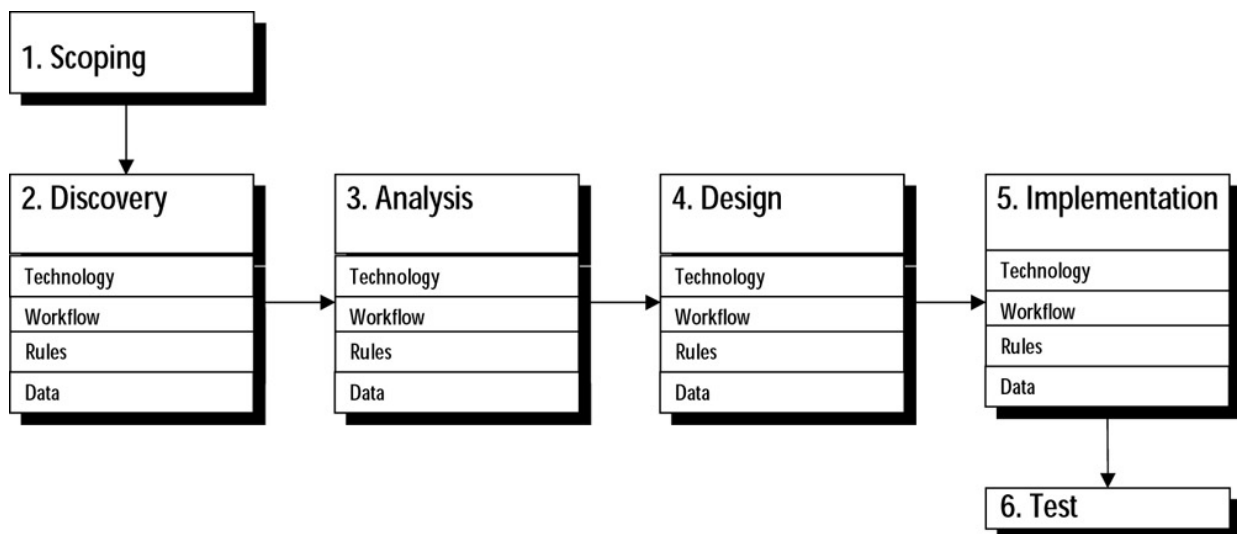 1. Scoping
2. Discovery
Technology
Workflow
Rules
Data
3. Analysis
Technology
Workflow
Rules
Data
4. Design
Technology
Workflow
Rules
Data
5. Implementation
Technology
Workflow
Rules
Data
6. Test